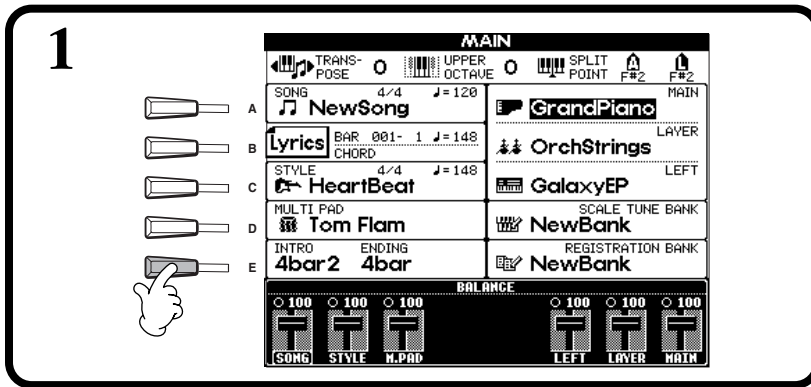 1
MAIN
TRANS-POSE 0 UPPER OCTAVE 0 SPLIT POINT A F#2 L F#2
A
SONG 4/4 ♩=120
NewSong
MAIN
GrandPiano
B
Lyrics BAR 001- 1 ♩=148
CHORD
LAYER
OrchStrings
C
STYLE 4/4 ♩=148
HeartBeat
LEFT
GalaxyEP
D
MULTI PAD
Tom Flam
SCALE TUNE BANK
NewBank
E
INTRO ENDING
4bar2 4bar
REGISTRATION BANK
NewBank
BALANCE
100 100 100 100 100 100
SONG STYLE M.PAD LEFT LAYER MAIN